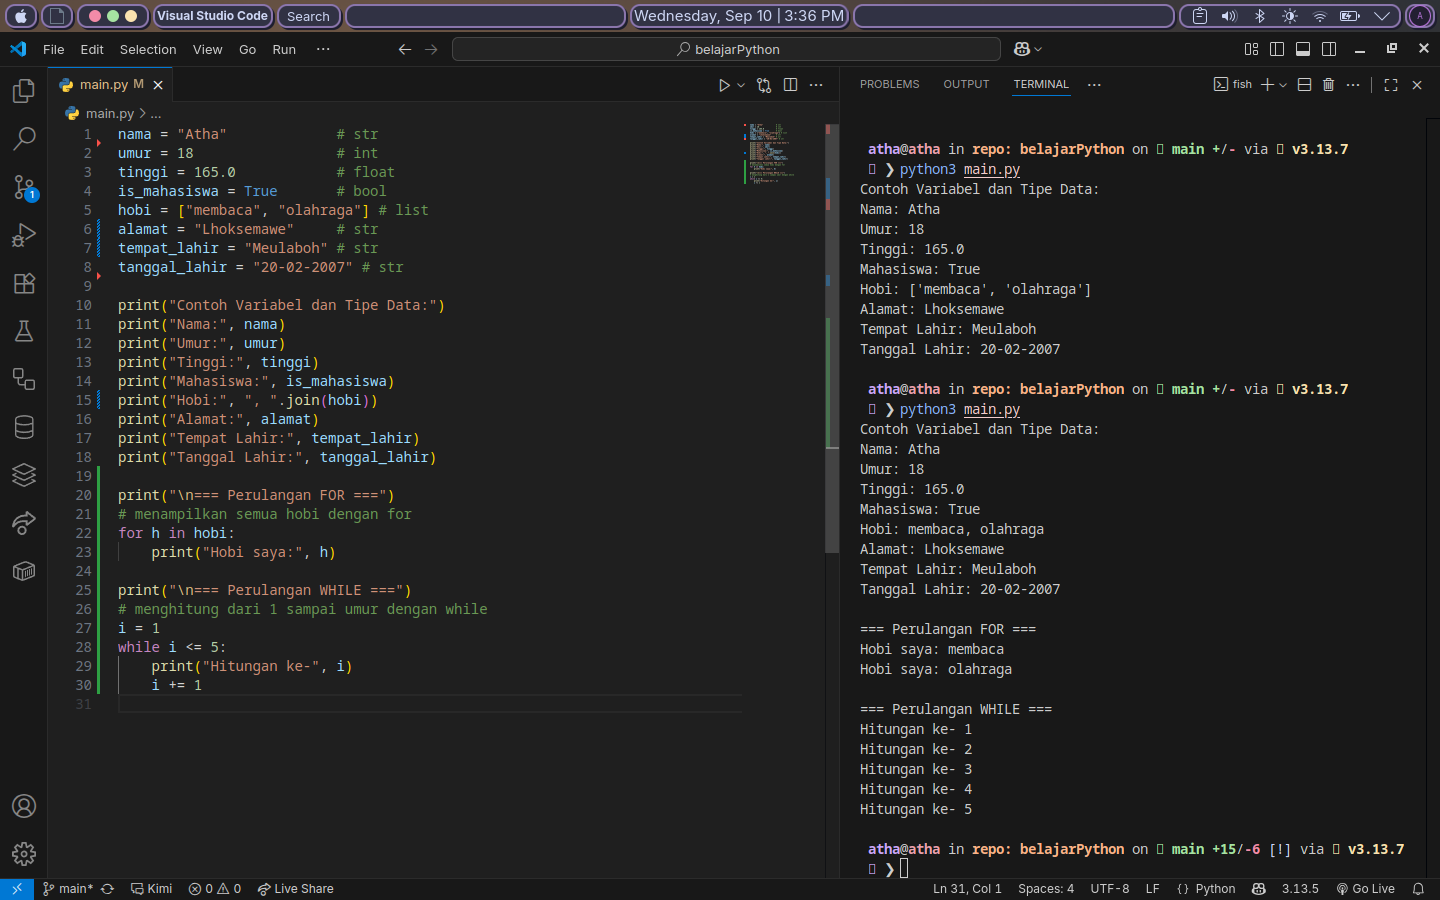 Visual Studio Code
Search
Wednesday, Sep 10 | 3:36 PM
A
File Edit Selection View Go Run ···
belajarPython
main.py M
main.py > ...
1 nama = "Atha" # str
2 umur = 18 # int
3 tinggi = 165.0 # float
4 is_mahasiswa = True # bool
5 hobi = ["membaca", "olahraga"] # list
6 alamat = "Lhoksemawe" # str
7 tempat_lahir = "Meulaboh" # str
8 tanggal_lahir = "20-02-2007" # str
9
10 print("Contoh Variabel dan Tipe Data:")
11 print("Nama:", nama)
12 print("Umur:", umur)
13 print("Tinggi:", tinggi)
14 print("Mahasiswa:", is_mahasiswa)
15 print("Hobi:", ", ".join(hobi))
16 print("Alamat:", alamat)
17 print("Tempat Lahir:", tempat_lahir)
18 print("Tanggal Lahir:", tanggal_lahir)
19
20 print("\n=== Perulangan FOR ===")
21 # menampilkan semua hobi dengan for
22 for h in hobi:
23     print("Hobi saya:", h)
24
25 print("\n=== Perulangan WHILE ===")
26 # menghitung dari 1 sampai umur dengan while
27 i = 1
28 while i <= 5:
29     print("Hitungan ke-", i)
30     i += 1
31
PROBLEMS OUTPUT TERMINAL ···
fish
atha@atha in repo: belajarPython on main +/- via v3.13.7
❯ python3 main.py
Contoh Variabel dan Tipe Data:
Nama: Atha
Umur: 18
Tinggi: 165.0
Mahasiswa: True
Hobi: ['membaca', 'olahraga']
Alamat: Lhoksemawe
Tempat Lahir: Meulaboh
Tanggal Lahir: 20-02-2007
atha@atha in repo: belajarPython on main +/- via v3.13.7
❯ python3 main.py
Contoh Variabel dan Tipe Data:
Nama: Atha
Umur: 18
Tinggi: 165.0
Mahasiswa: True
Hobi: membaca, olahraga
Alamat: Lhoksemawe
Tempat Lahir: Meulaboh
Tanggal Lahir: 20-02-2007
=== Perulangan FOR ===
Hobi saya: membaca
Hobi saya: olahraga
=== Perulangan WHILE ===
Hitungan ke- 1
Hitungan ke- 2
Hitungan ke- 3
Hitungan ke- 4
Hitungan ke- 5
atha@atha in repo: belajarPython on main +15/-6 [!] via v3.13.7
❯
1
main* Kimi 0 0 Live Share
Ln 31, Col 1 Spaces: 4 UTF-8 LF {} Python 3.13.5 Go Live